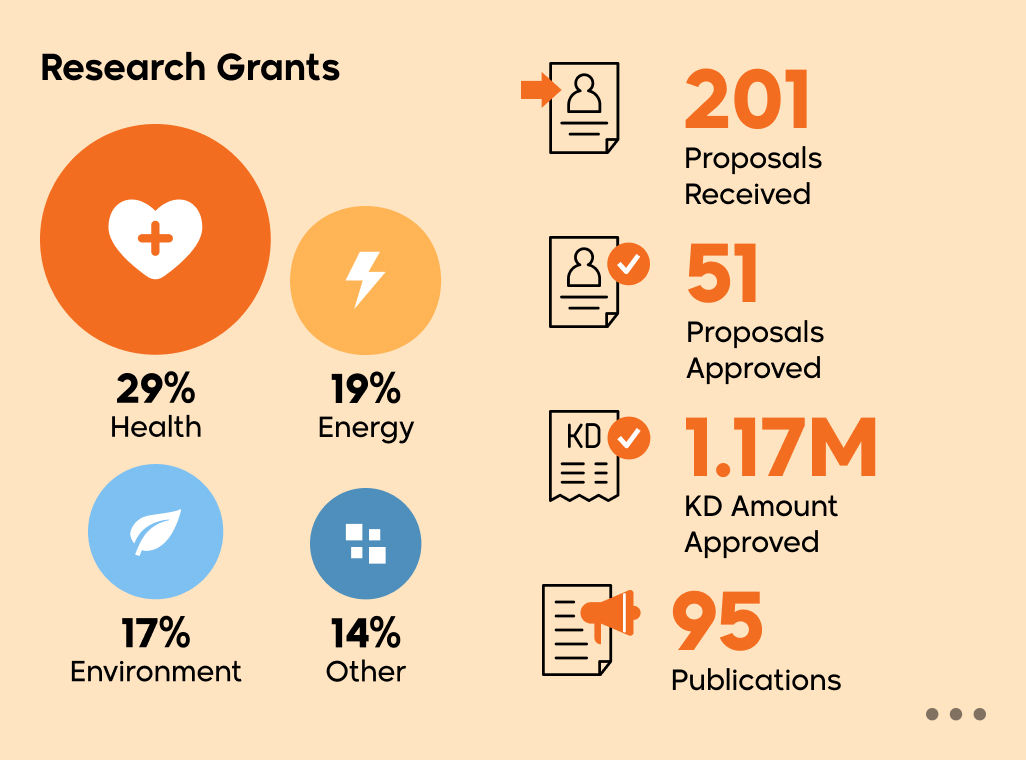 Research Grants
29%
Health
19%
Energy
17%
Environment
14%
Other
201
Proposals
Received
51
Proposals
Approved
KD
1.17M
KD Amount
Approved
95
Publications